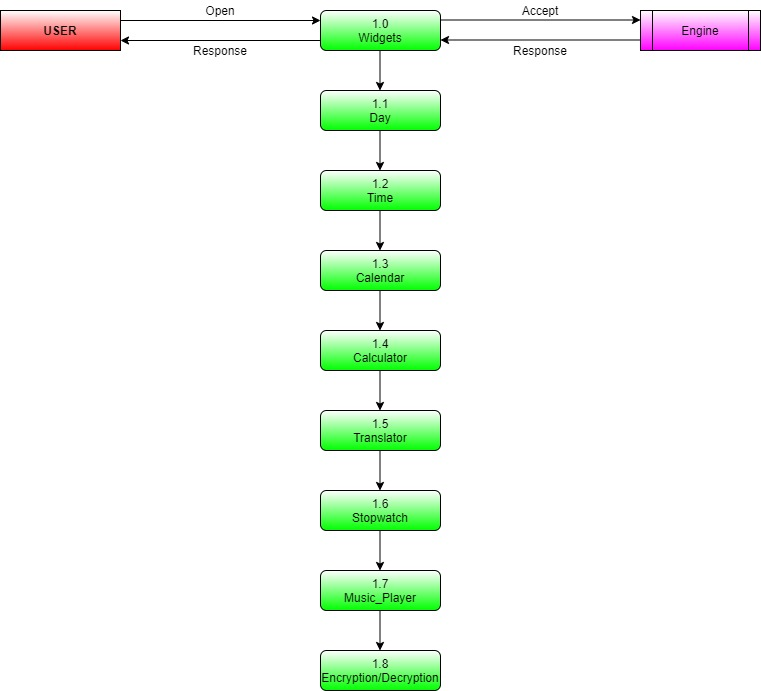 Open
Accept
USER
1.0
Widgets
Engine
Response
Response
1.1
Day
1.2
Time
1.3
Calendar
1.4
Calculator
1.5
Translator
1.6
Stopwatch
1.7
Music_Player
1.8
Encryption/Decryption